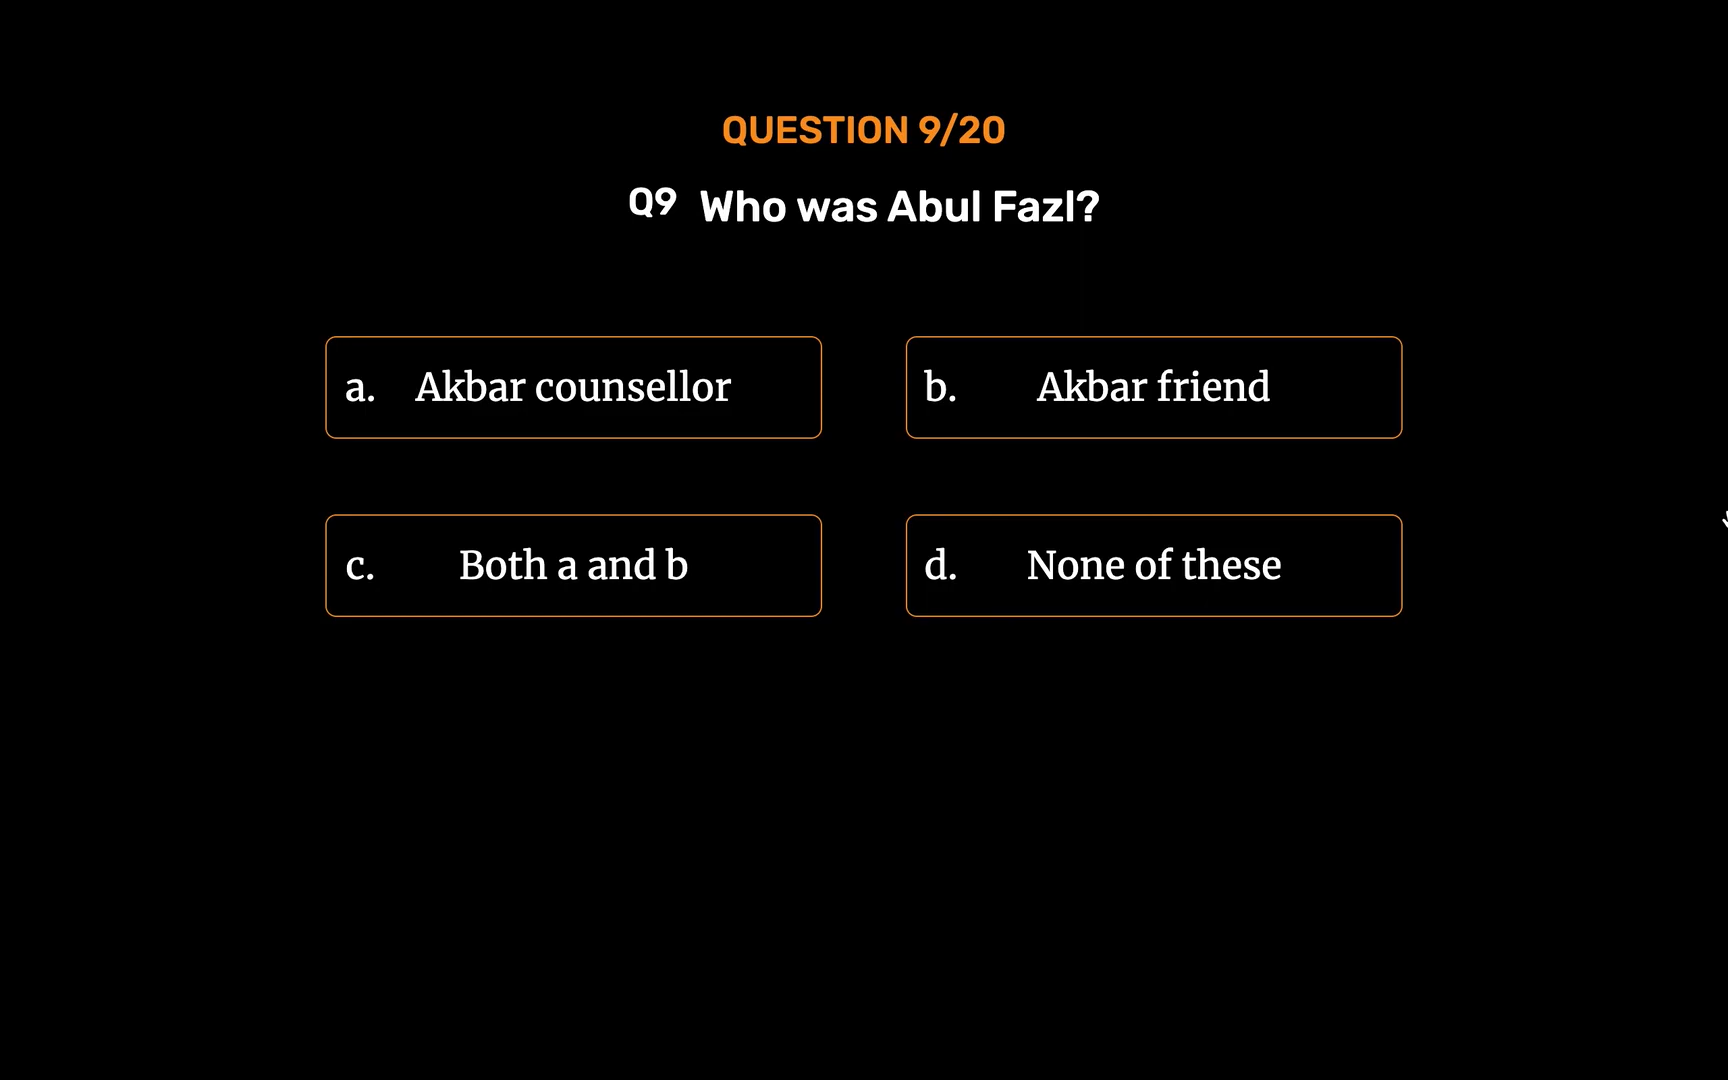 QUESTION 9/20
Q9 Who was Abul Fazl?
a. Akbar counsellor
b. Akbar friend
c. Both a and b
d. None of these